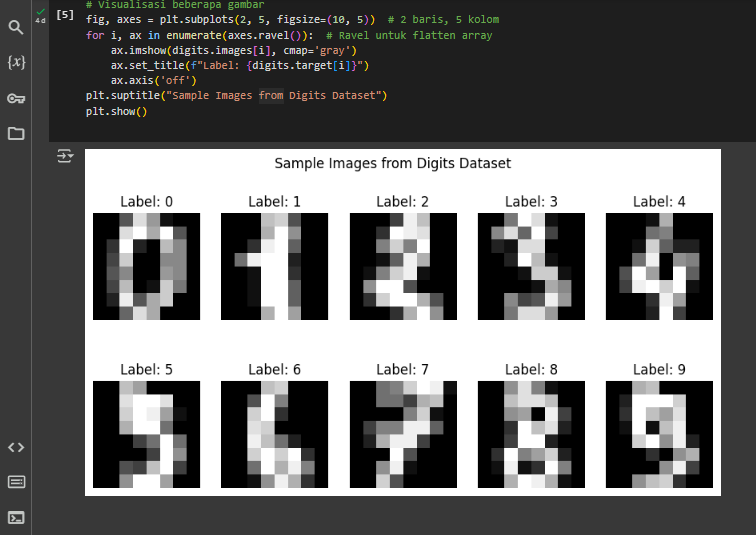 # Visualisasi beberapa gambar
[5]
4 d
fig, axes = plt.subplots(2, 5, figsize=(10, 5))  # 2 baris, 5 kolom
for i, ax in enumerate(axes.ravel()):  # Ravel untuk flatten array
    ax.imshow(digits.images[i], cmap='gray')
    ax.set_title(f"Label: {digits.target[i]}")
    ax.axis('off')
plt.suptitle("Sample Images from Digits Dataset")
plt.show()
{x}
Sample Images from Digits Dataset
Label: 0 Label: 1 Label: 2 Label: 3 Label: 4
Label: 5 Label: 6 Label: 7 Label: 8 Label: 9
<>